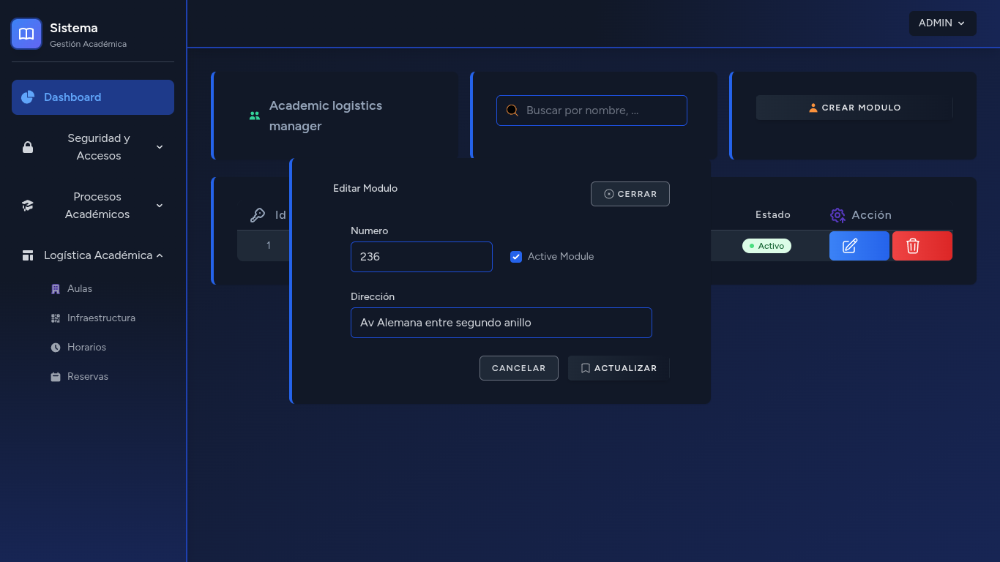 Sistema
Gestión Académica
Dashboard
Seguridad y
Accesos
Procesos
Académicos
Logística Académica
Aulas
Infraestructura
Horarios
Reservas
ADMIN
Academic logistics
manager
Buscar por nombre, ...
CREAR MODULO
Id
Estado
Acción
1
Activo
Editar Modulo
CERRAR
Numero
236
Active Module
Dirección
Av Alemana entre segundo anillo
CANCELAR
ACTUALIZAR